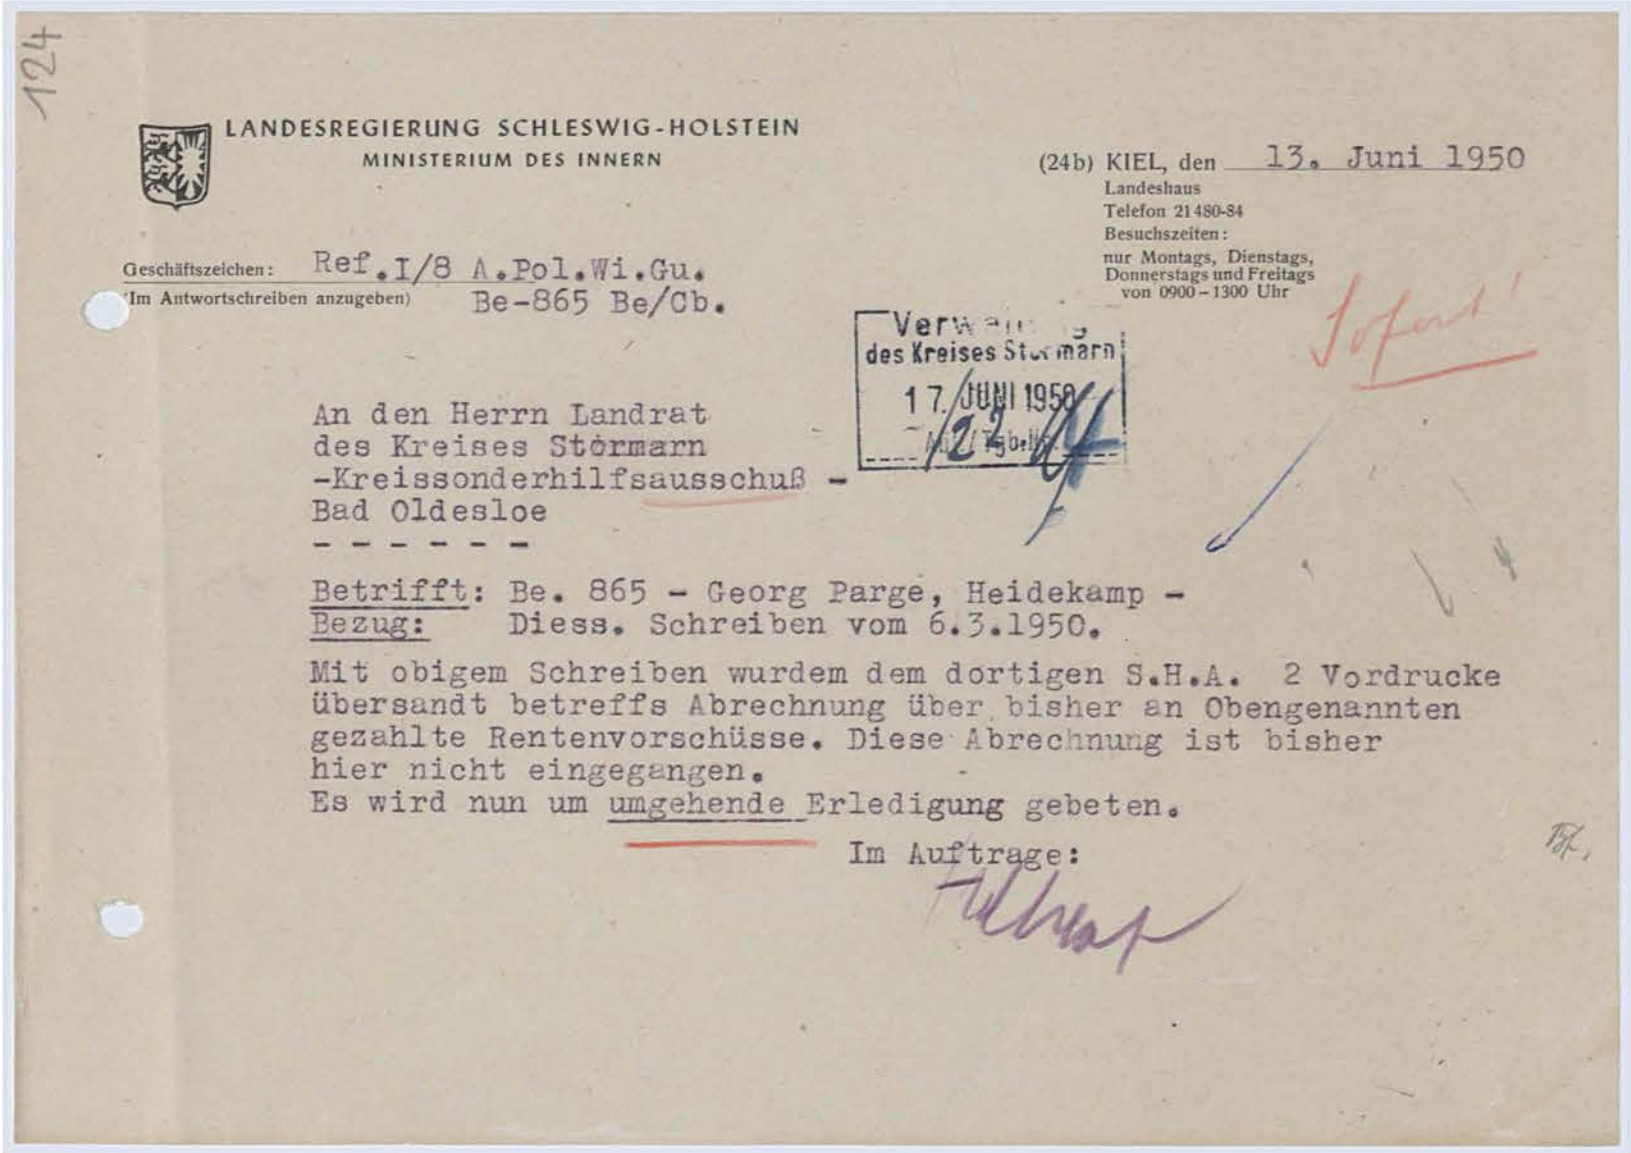 124
LANDESREGIERUNG SCHLESWIG-HOLSTEIN
MINISTERIUM DES INNERN
(24b) KIEL, den 13. Juni 1950
Landeshaus
Telefon 21480-84
Besuchszeiten:
nur Montags, Dienstags,
Donnerstags und Freitags
von 0900–1300 Uhr
Geschäftszeichen: Ref.I/8 A.Pol.Wi.Gu.
(Im Antwortschreiben anzugeben) Be-865 Be/Cb.
Sofort!
des Kreises Stormarn
17. JUNI 1950
An den Herrn Landrat
des Kreises Stormarn
-Kreissonderhilfsausschuß -
Bad Oldesloe
- - - - - -
Betrifft: Be. 865 - Georg Parge, Heidekamp -
Bezug: Diess. Schreiben vom 6.3.1950.
Mit obigem Schreiben wurdem dem dortigen S.H.A. 2 Vordrucke
übersandt betreffs Abrechnung über bisher an Obengenannten
gezahlte Rentenvorschüsse. Diese Abrechnung ist bisher
hier nicht eingegangen.
Es wird nun um umgehende Erledigung gebeten.
Im Auftrage: